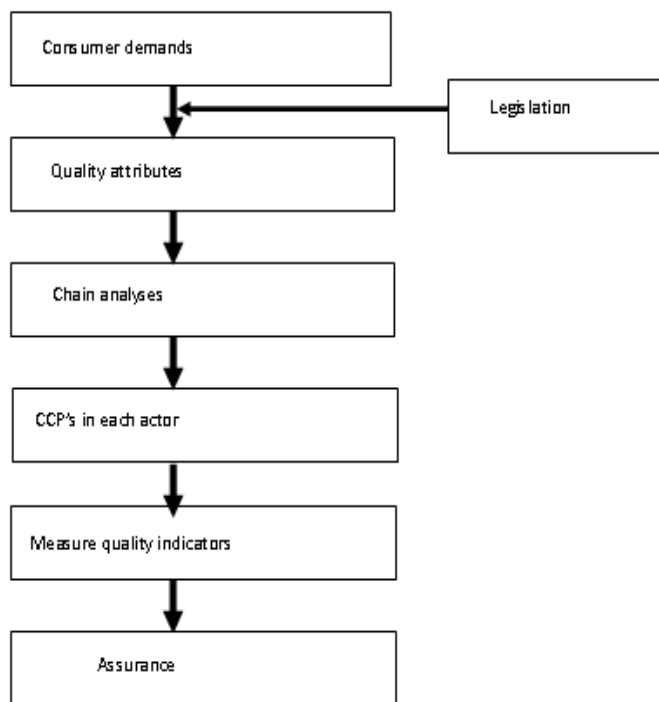 Consumer demands
Legislation
Quality attributes
Chain analyses
CCP's in each actor
Measure quality indicators
Assurance